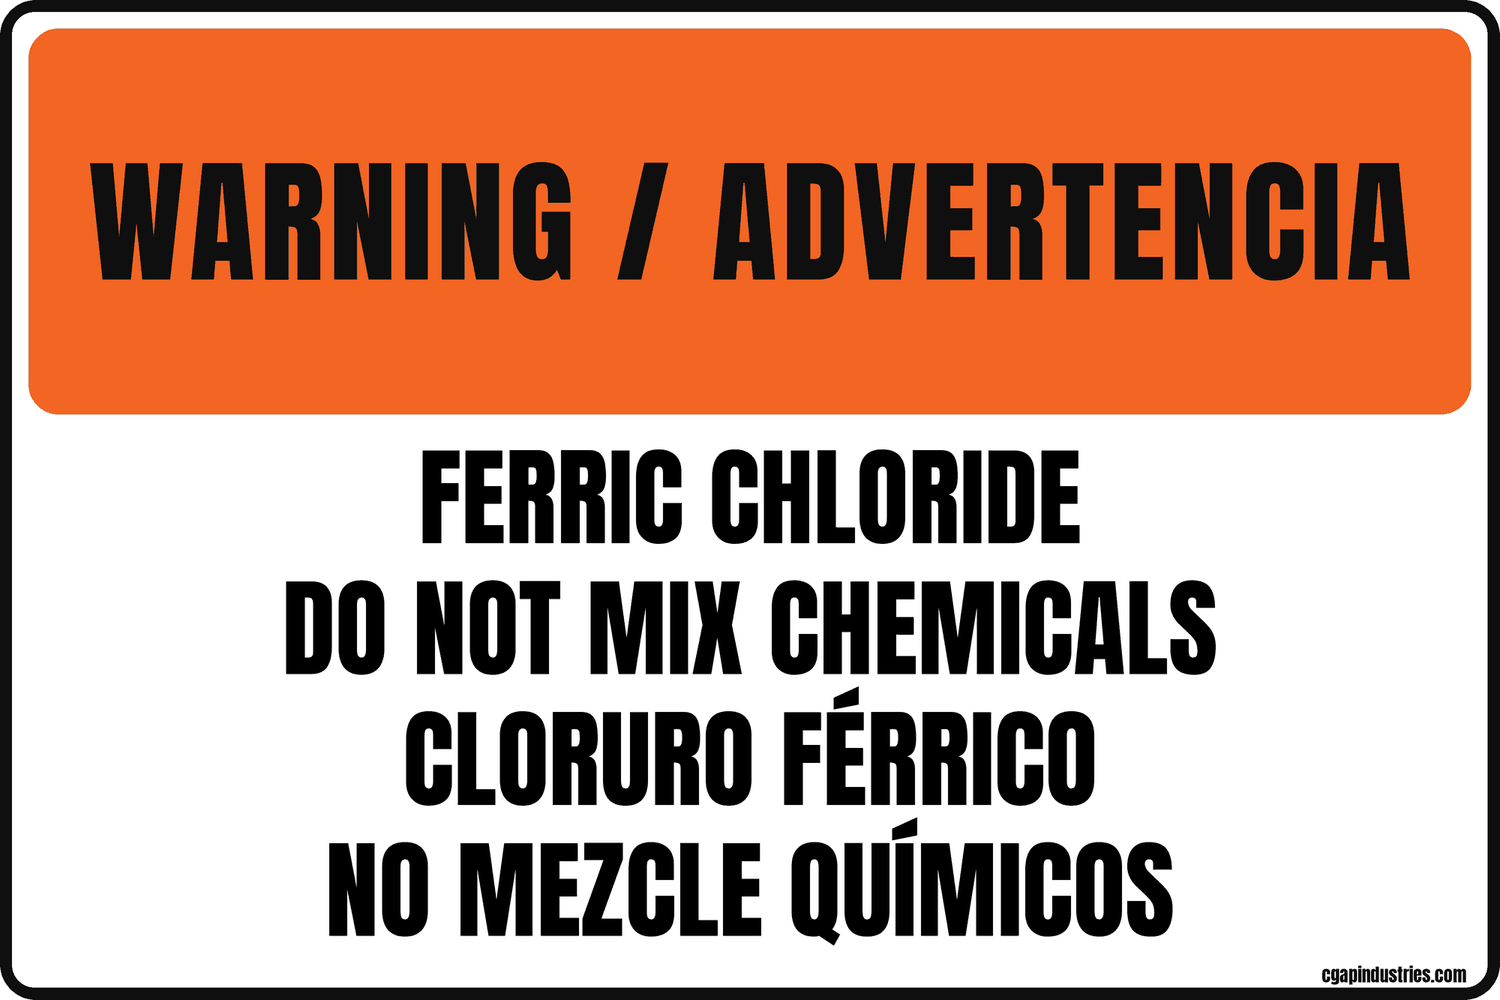 WARNING / ADVERTENCIA
FERRIC CHLORIDE
DO NOT MIX CHEMICALS
CLORURO FÉRRICO
NO MEZCLE QUÍMICOS
cgapindustries.com